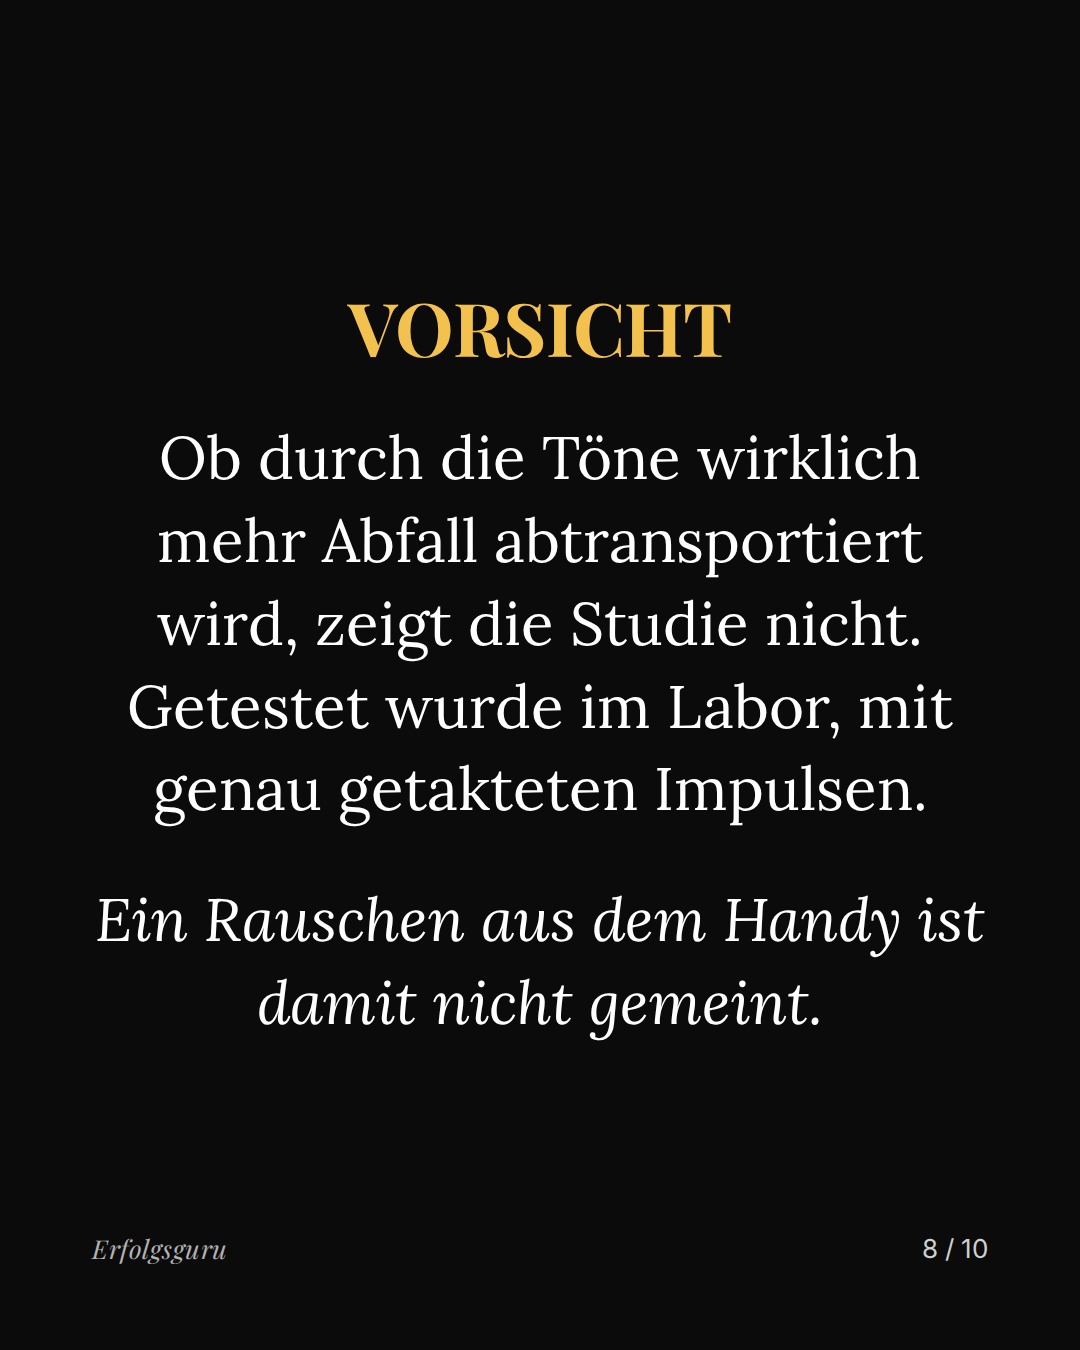 VORSICHT
Ob durch die Töne wirklich
mehr Abfall abtransportiert
wird, zeigt die Studie nicht.
Getestet wurde im Labor, mit
genau getakteten Impulsen.
Ein Rauschen aus dem Handy ist
damit nicht gemeint.
Erfolgsguru
8 / 10